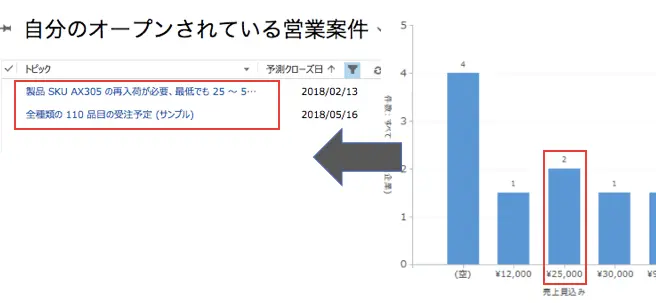 自分のオープンされている営業案件
トピック 予測クローズ日 ↑
製品 SKU AX305 の再入荷が必要、最低でも 25 ～ 5… 2018/02/13
全種類の 110 品目の受注予定 (サンプル) 2018/05/16
5
4
3
2
1
0
件数: すべて
企業)
4
1
2
1
1
(空) ¥12,000 ¥25,000 ¥30,000
売上見込み